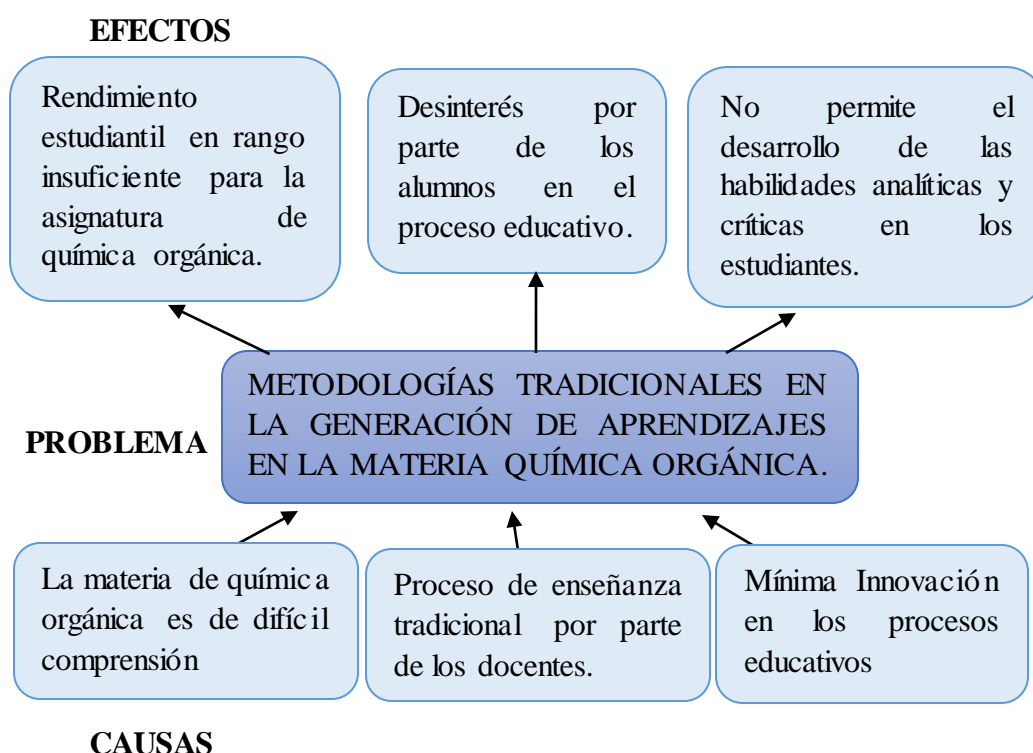 EFECTOS
Rendimiento
estudiantil en rango
insuficiente para la
asignatura de
química orgánica.
Desinterés por
parte de los
alumnos en el
proceso educativo.
No permite el
desarrollo de las
habilidades analíticas y
críticas en los
estudiantes.
PROBLEMA
METODOLOGÍAS TRADICIONALES EN
LA GENERACIÓN DE APRENDIZAJES
EN LA MATERIA QUÍMICA ORGÁNICA.
La materia de química
orgánica es de difícil
comprensión
Proceso de enseñanza
tradicional por parte
de los docentes.
Mínima Innovación
en los procesos
educativos
CAUSAS